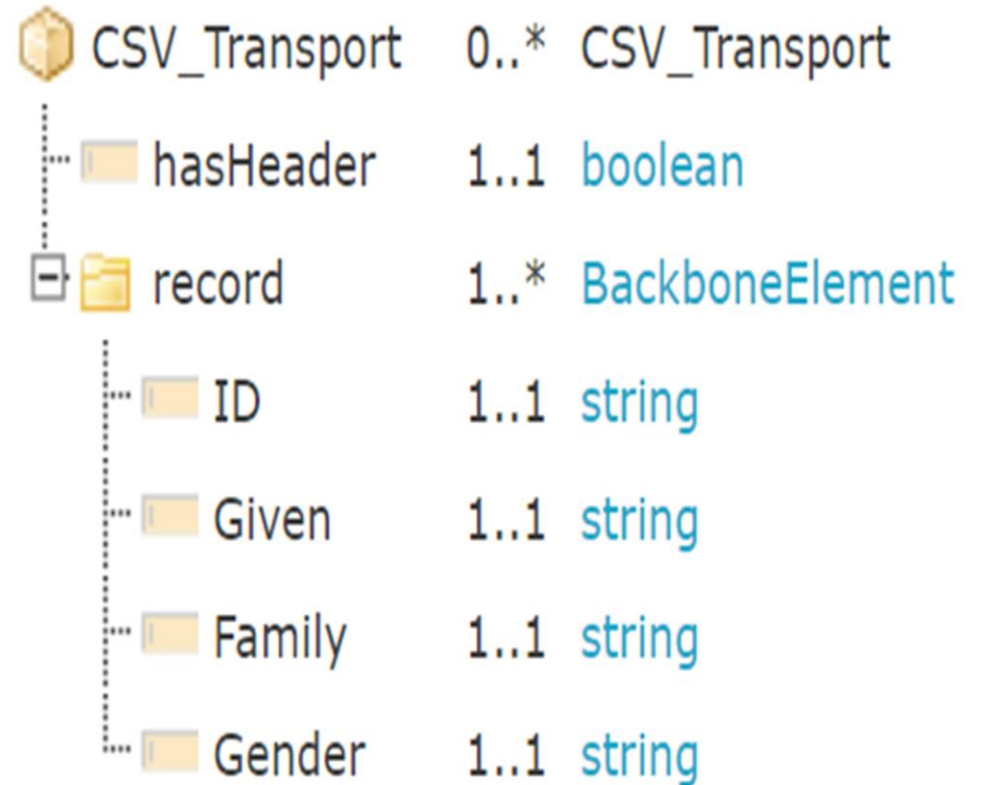 CSV_Transport 0..* CSV_Transport
hasHeader 1..1 boolean
record 1..* BackboneElement
ID 1..1 string
Given 1..1 string
Family 1..1 string
Gender 1..1 string